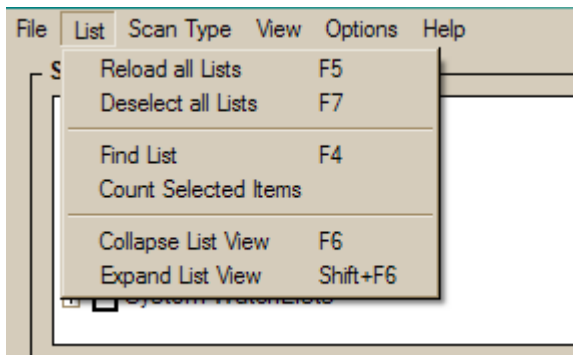 File List Scan Type View Options Help
S
Reload all Lists F5
Deselect all Lists F7
Find List F4
Count Selected Items
Collapse List View F6
Expand List View Shift+F6